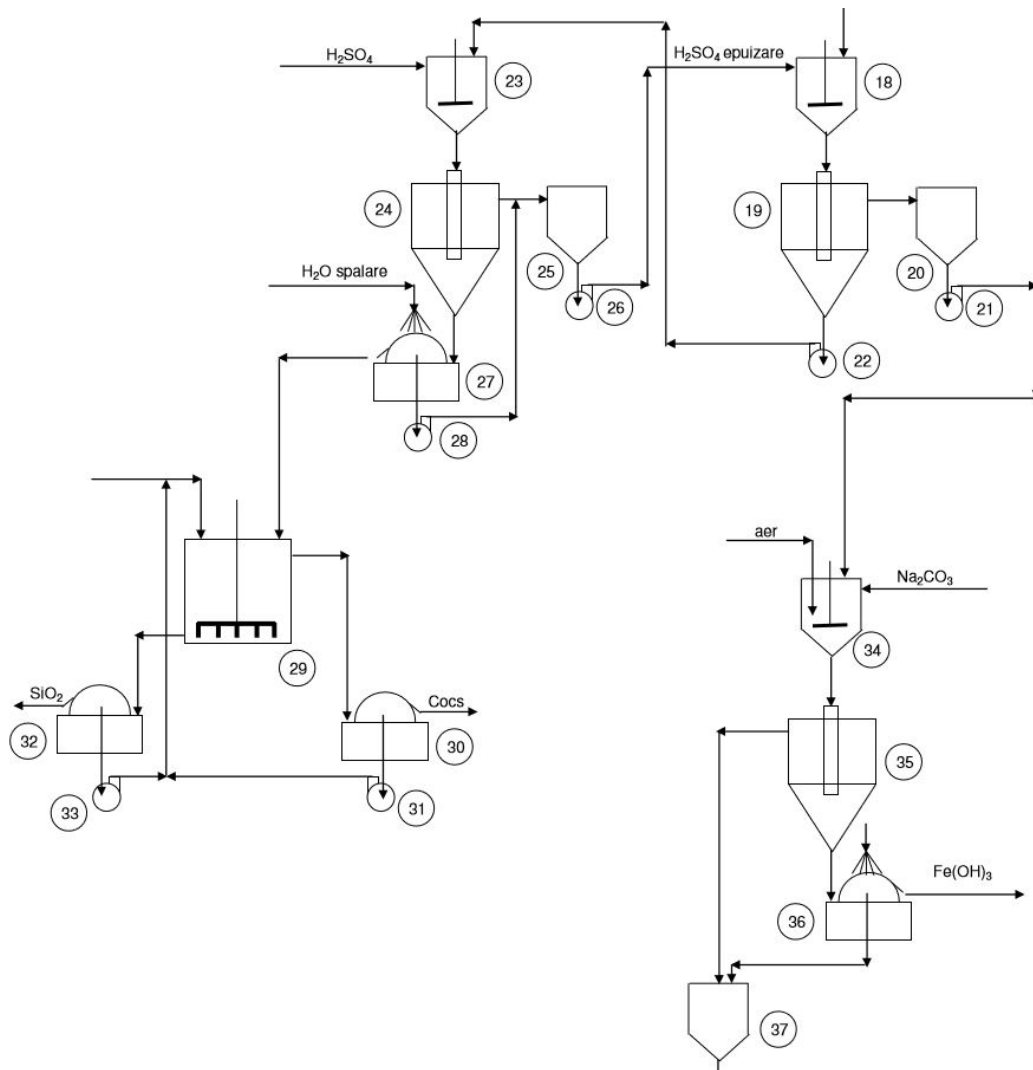 H₂SO₄
H₂SO₄ epuizare
23
18
24
19
H₂O spalare
25
26
20
21
27
22
28
aer
Na₂CO₃
29
34
SiO₂
Cocs
32
30
35
33
31
Fe(OH)₃
36
37